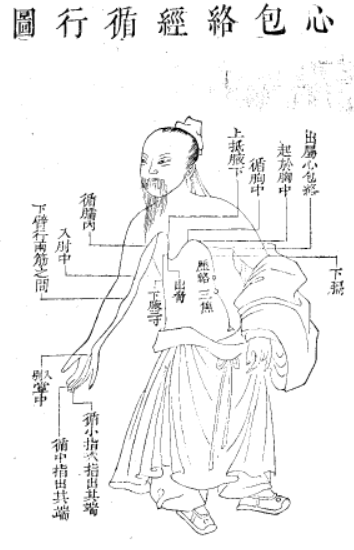 心包絡經循行圖
出屬心包絡
起於胸中
循胸中
上抵腋下
下膈
歷絡三焦
出脅
下腋三寸
循臑內
入肘中
下臂行兩筋之間
入別掌中
循小指次指出其端
循中指出其端